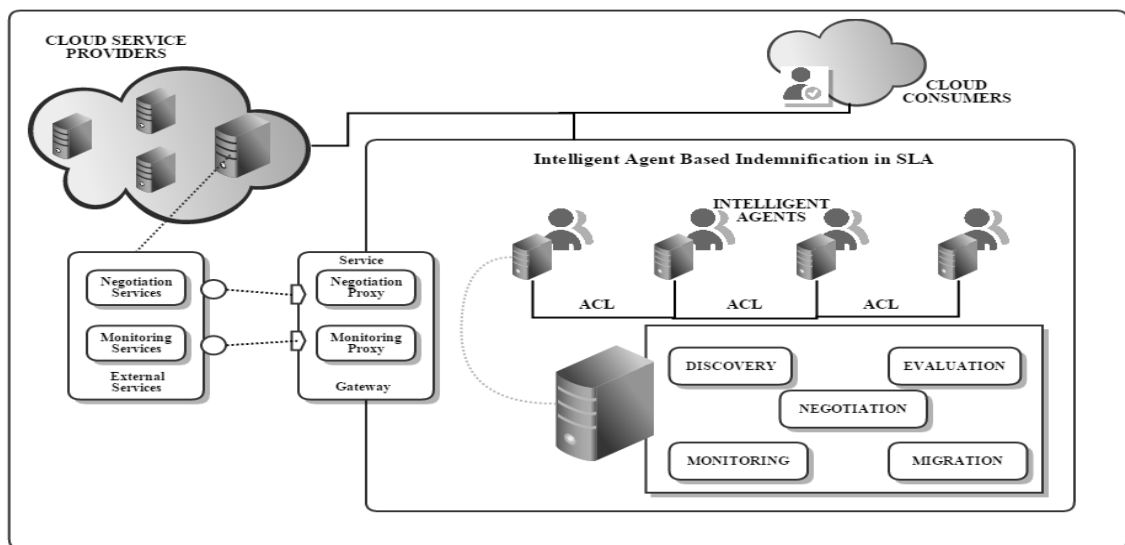 CLOUD SERVICE
PROVIDERS
CLOUD
CONSUMERS
Intelligent Agent Based Indemnification in SLA
INTELLIGENT
AGENTS
ACL
ACL
ACL
Negotiation
Services
Monitoring
Services
External
Services
Service
Negotiation
Proxy
Monitoring
Proxy
Gateway
DISCOVERY
EVALUATION
NEGOTIATION
MONITORING
MIGRATION